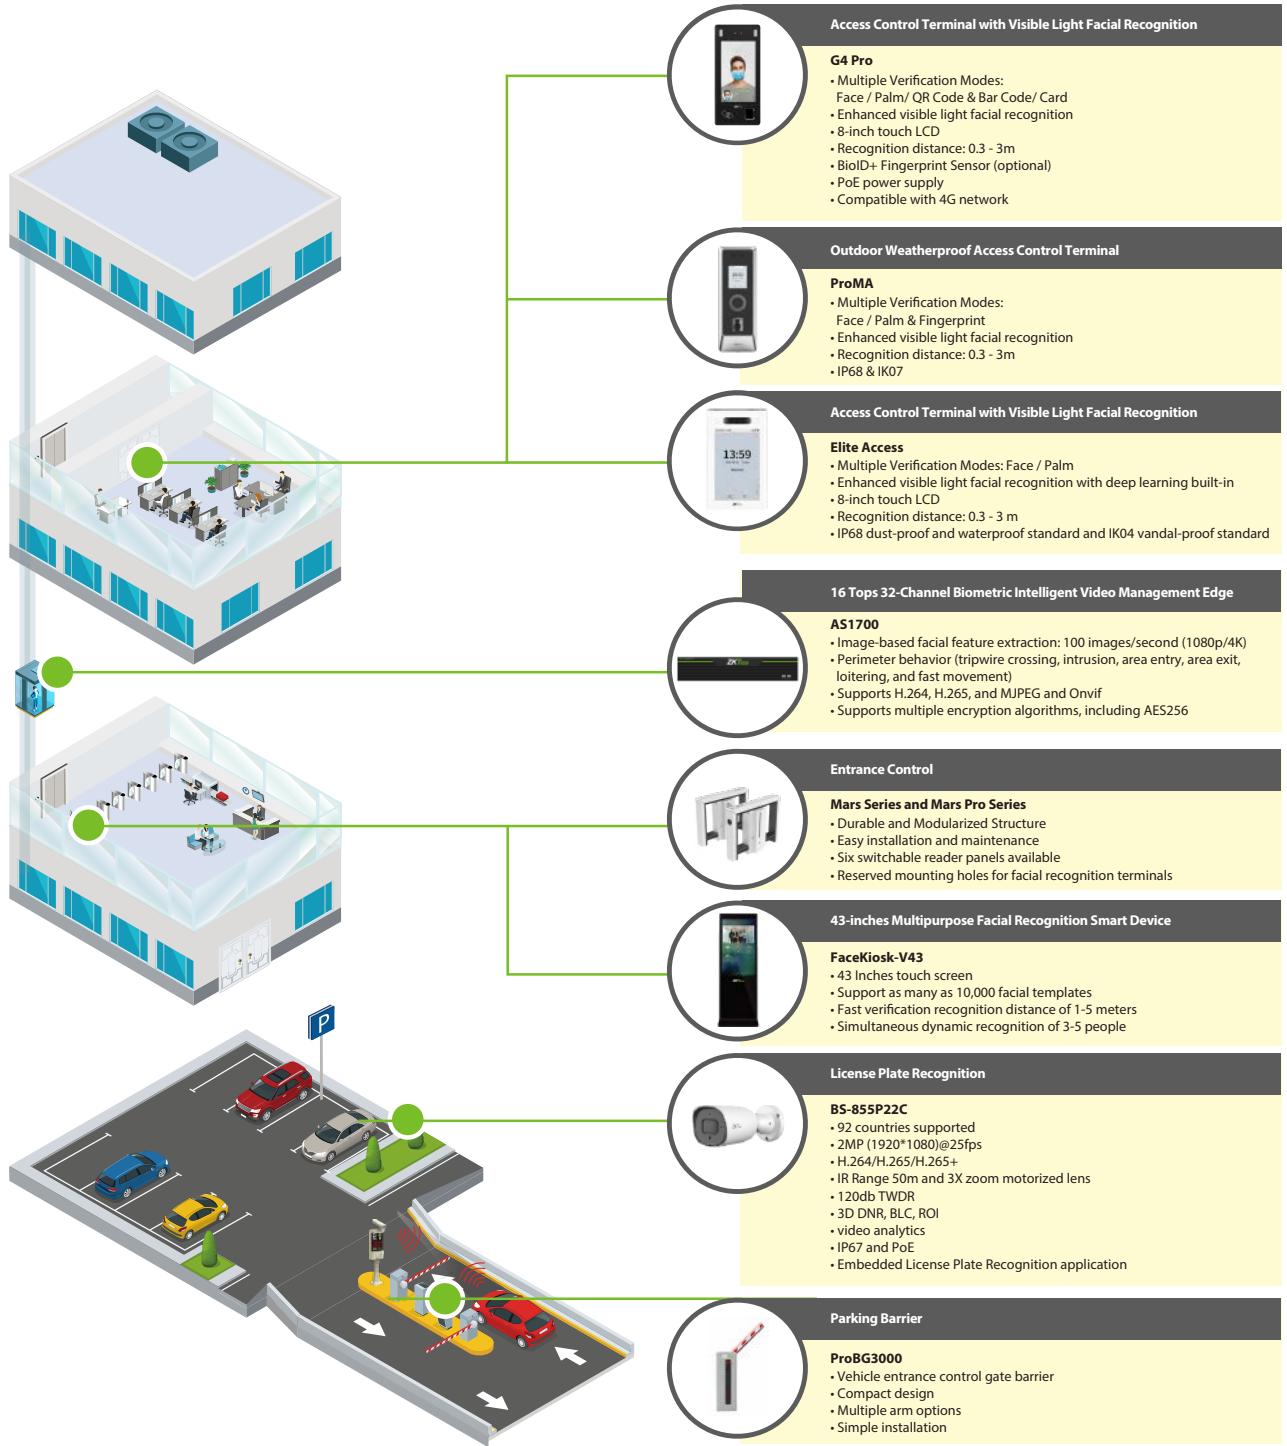 Access Control Terminal with Visible Light Facial Recognition
G4 Pro
• Multiple Verification Modes:
Face / Palm/ QR Code & Bar Code/ Card
• Enhanced visible light facial recognition
• 8-inch touch LCD
• Recognition distance: 0.3 - 3m
• BioID+ Fingerprint Sensor (optional)
• PoE power supply
• Compatible with 4G network
Outdoor Weatherproof Access Control Terminal
ProMA
• Multiple Verification Modes:
Face / Palm & Fingerprint
• Enhanced visible light facial recognition
• Recognition distance: 0.3 - 3m
• IP68 & IK07
Access Control Terminal with Visible Light Facial Recognition
13:59
Elite Access
• Multiple Verification Modes: Face / Palm
• Enhanced visible light facial recognition with deep learning built-in
• 8-inch touch LCD
• Recognition distance: 0.3 - 3 m
• IP68 dust-proof and waterproof standard and IK04 vandal-proof standard
16 Tops 32-Channel Biometric Intelligent Video Management Edge
ZKTeco
AS1700
• Image-based facial feature extraction: 100 images/second (1080p/4K)
• Perimeter behavior (tripwire crossing, intrusion, area entry, area exit,
loitering, and fast movement)
• Supports H.264, H.265, and MJPEG and Onvif
• Supports multiple encryption algorithms, including AES256
Entrance Control
Mars Series and Mars Pro Series
• Durable and Modularized Structure
• Easy installation and maintenance
• Six switchable reader panels available
• Reserved mounting holes for facial recognition terminals
43-inches Multipurpose Facial Recognition Smart Device
FaceKiosk-V43
• 43 Inches touch screen
• Support as many as 10,000 facial templates
• Fast verification recognition distance of 1-5 meters
• Simultaneous dynamic recognition of 3-5 people
P
License Plate Recognition
BS-855P22C
• 92 countries supported
• 2MP (1920*1080)@25fps
• H.264/H.265/H.265+
• IR Range 50m and 3X zoom motorized lens
• 120db TWDR
• 3D DNR, BLC, ROI
• video analytics
• IP67 and PoE
• Embedded License Plate Recognition application
Parking Barrier
ProBG3000
• Vehicle entrance control gate barrier
• Compact design
• Multiple arm options
• Simple installation